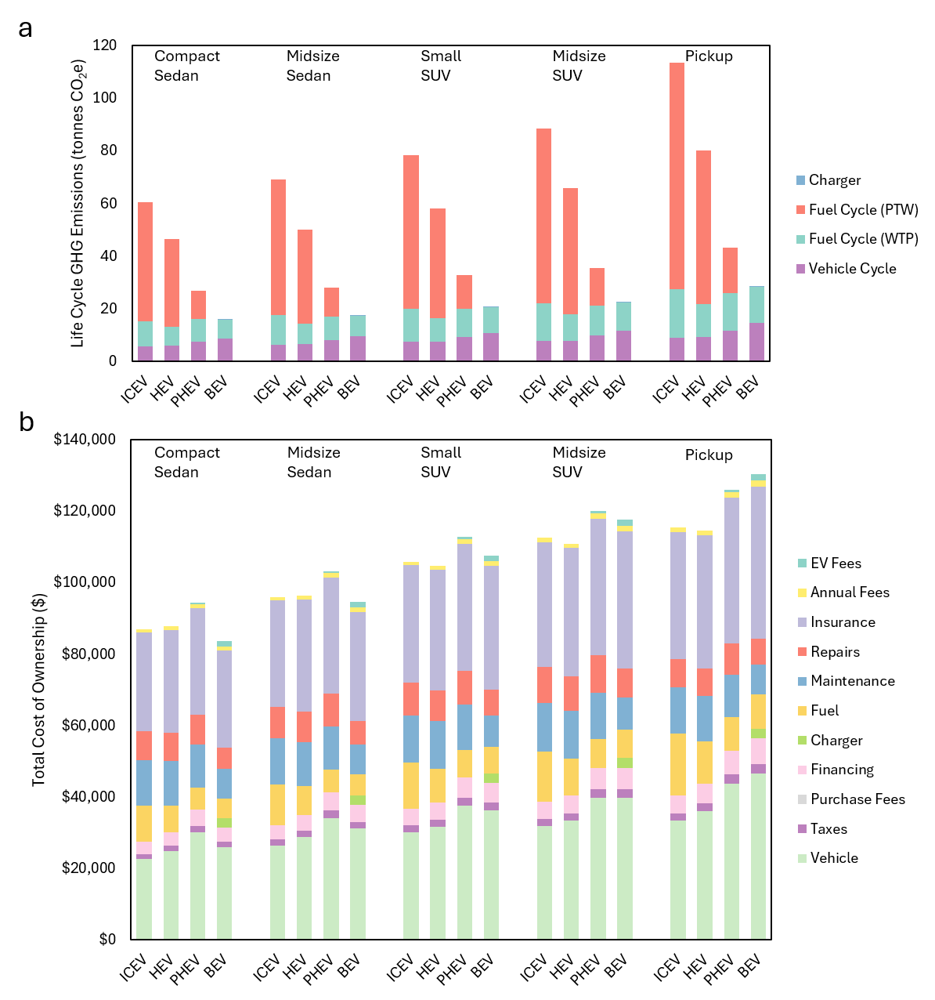 a
Life Cycle GHG Emissions (tonnes CO₂e)
120
100
80
60
40
20
0
Compact
Sedan
Midsize
Sedan
Small
SUV
Midsize
SUV
Pickup
ICEV
HEV
PHEV
BEV
ICEV
HEV
PHEV
BEV
ICEV
HEV
PHEV
BEV
ICEV
HEV
PHEV
BEV
ICEV
HEV
PHEV
BEV
Charger
Fuel Cycle (PTW)
Fuel Cycle (WTP)
Vehicle Cycle
b
Total Cost of Ownership ($)
$140,000
$120,000
$100,000
$80,000
$60,000
$40,000
$20,000
$0
Compact
Sedan
Midsize
Sedan
Small
SUV
Midsize
SUV
Pickup
ICEV
HEV
PHEV
BEV
ICEV
HEV
PHEV
BEV
ICEV
HEV
PHEV
BEV
ICEV
HEV
PHEV
BEV
ICEV
HEV
PHEV
BEV
EV Fees
Annual Fees
Insurance
Repairs
Maintenance
Fuel
Charger
Financing
Purchase Fees
Taxes
Vehicle